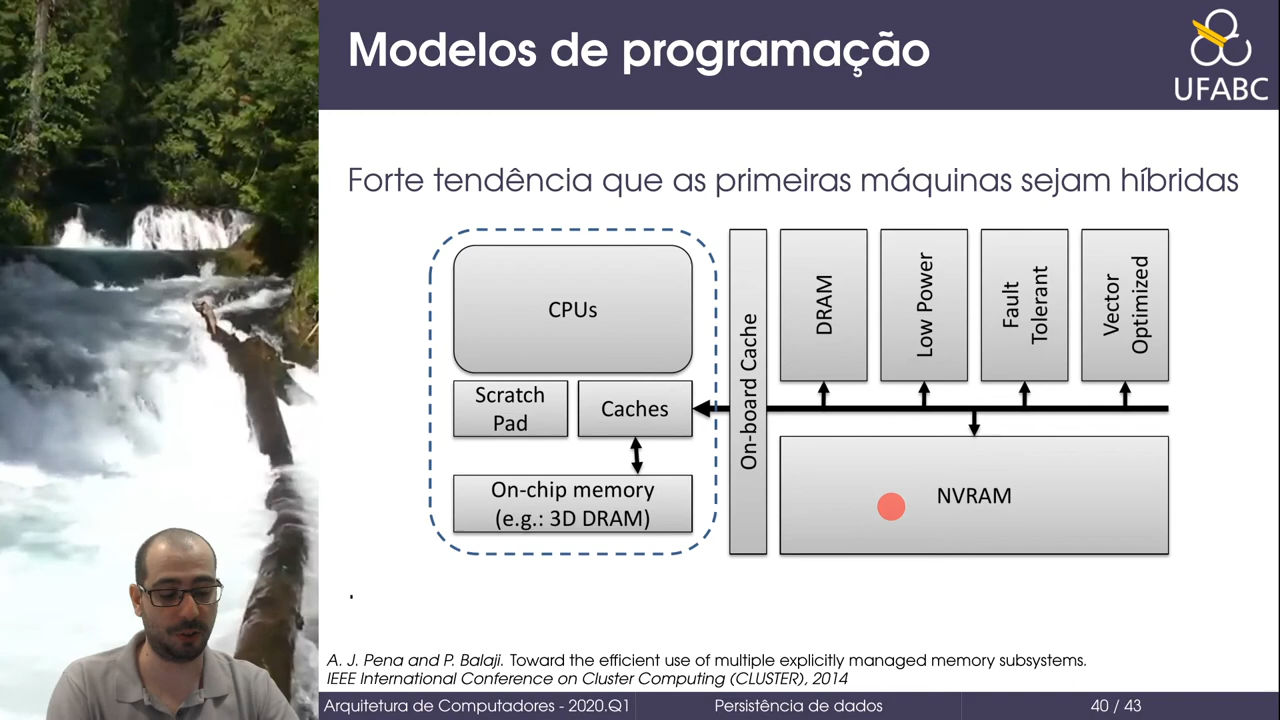 Modelos de programação
UFABC
Forte tendência que as primeiras máquinas sejam híbridas
CPUs
Scratch
Pad
Caches
On-chip memory
(e.g.: 3D DRAM)
On-board Cache
DRAM
Low Power
Fault
Tolerant
Vector
Optimized
NVRAM
.
A. J. Pena and P. Balaji. Toward the efficient use of multiple explicitly managed memory subsystems.
IEEE International Conference on Cluster Computing (CLUSTER), 2014
Arquitetura de Computadores - 2020.Q1
Persistência de dados
40 / 43